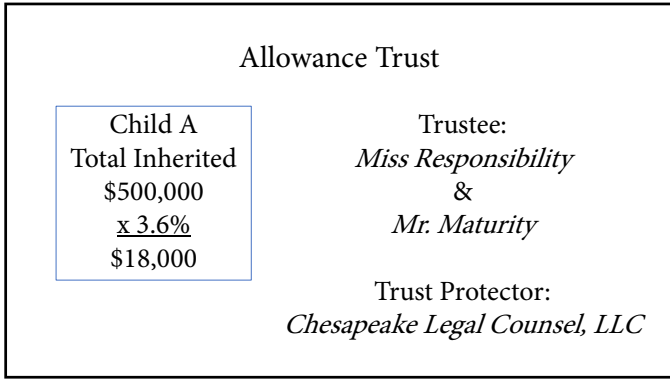 Allowance Trust
Child A
Total Inherited
$500,000
x 3.6%
$18,000
Trustee:
Miss Responsibility
&
Mr. Maturity
Trust Protector:
Chesapeake Legal Counsel, LLC